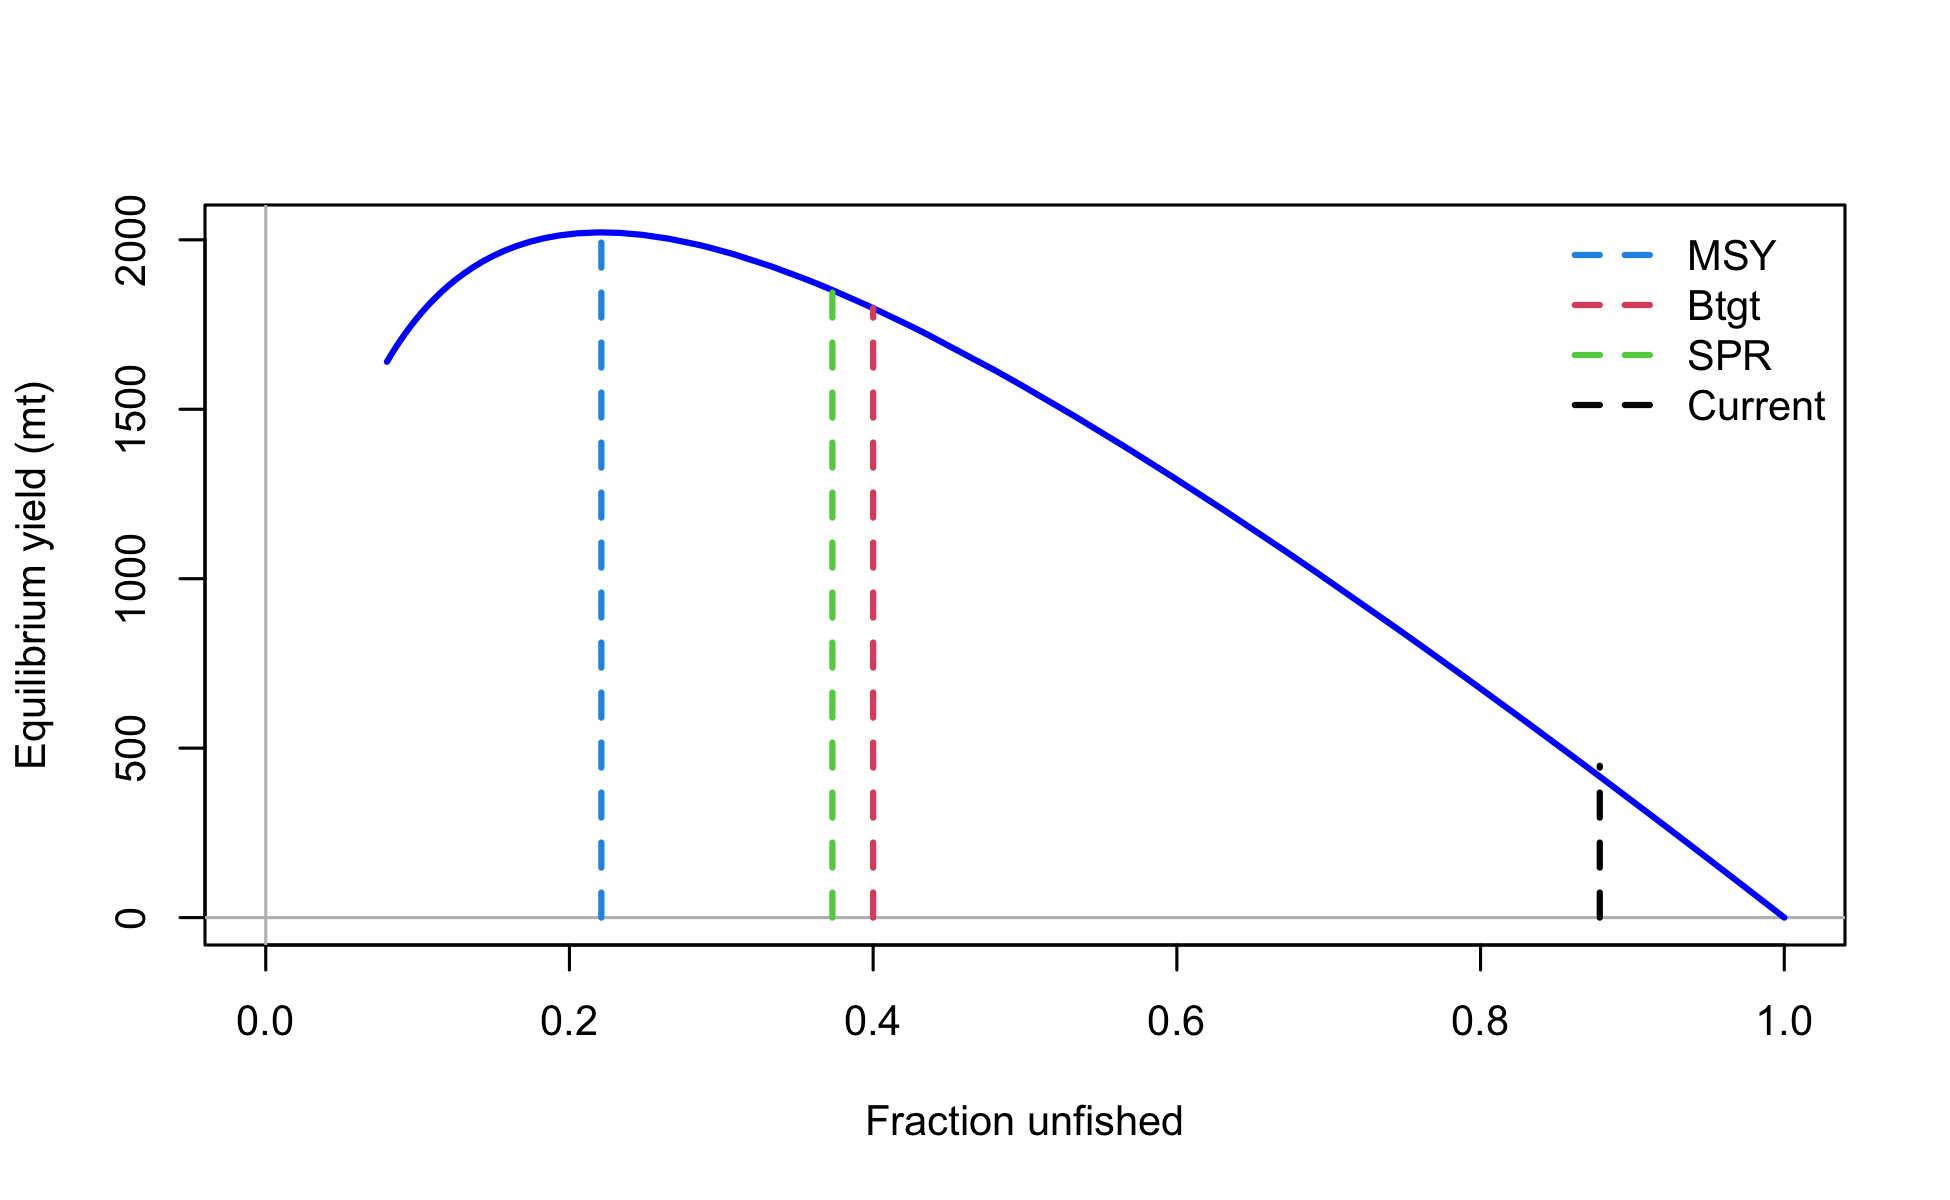 2000
1500
1000
500
0
Equilibrium yield (mt)
MSY
Btgt
SPR
Current
0.0 0.2 0.4 0.6 0.8 1.0
Fraction unfished